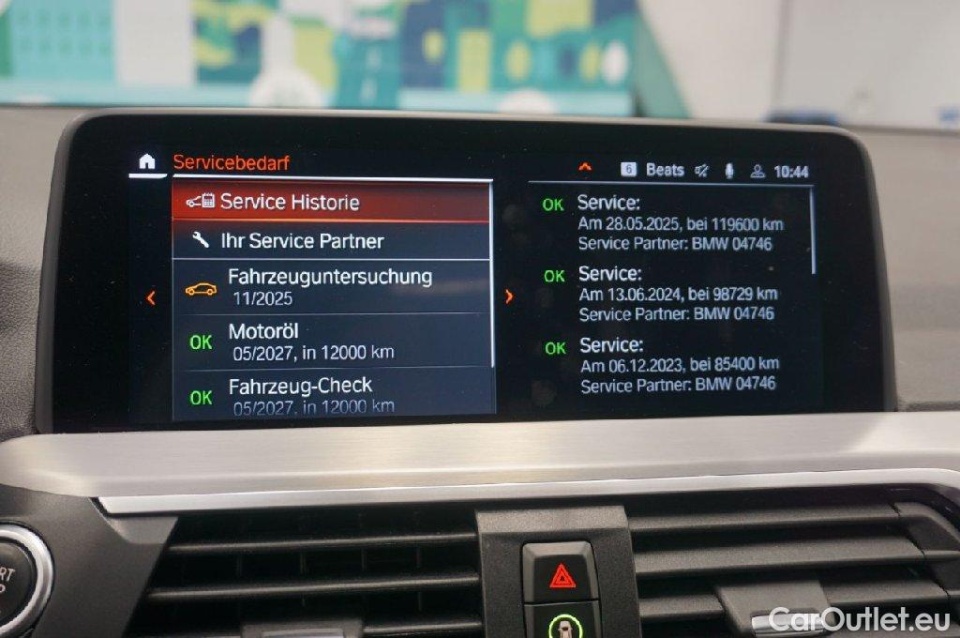 Servicebedarf
6 Beats 10:44
Service Historie
Ihr Service Partner
Fahrzeuguntersuchung
11/2025
OK Motoröl
05/2027, in 12000 km
OK Fahrzeug-Check
05/2027, in 12000 km
OK Service:
Am 28.05.2025, bei 119600 km
Service Partner: BMW 04746
OK Service:
Am 13.06.2024, bei 98729 km
Service Partner: BMW 04746
OK Service:
Am 06.12.2023, bei 85400 km
Service Partner: BMW 04746
CarOutlet.eu